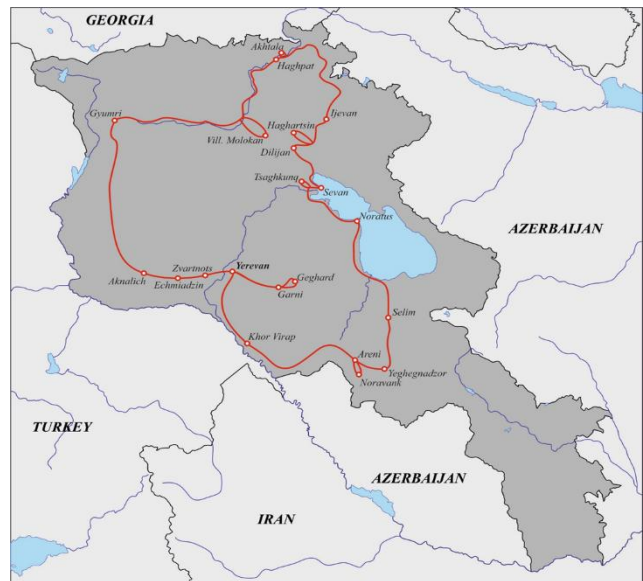 GEORGIA
Akhtala
Haghpat
Gyumri
Ijevan
Haghartsin
Vill. Molokan
Dilijan
Tsaghkunq
Sevan
Noratus
AZERBAIJAN
Zvartnots
Yerevan
Geghard
Aknalich
Echmiadzin
Garni
Selim
Khor Virap
Areni
Yeghegnadzor
Noravank
TURKEY
AZERBAIJAN
IRAN